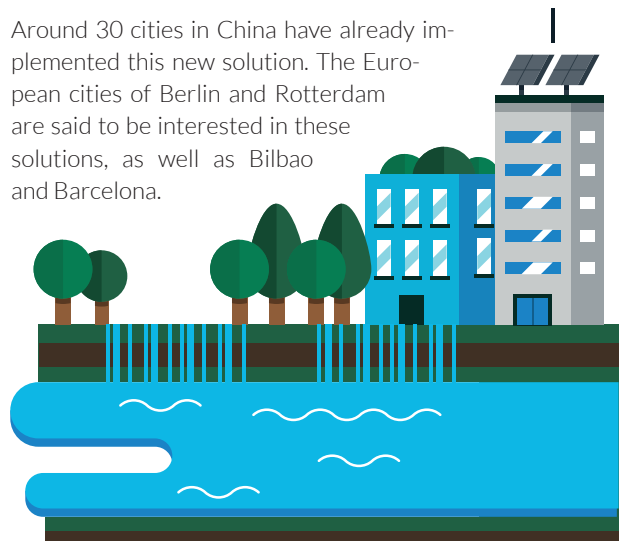 Around 30 cities in China have already im-
plemented this new solution. The Euro-
pean cities of Berlin and Rotterdam
are said to be interested in these
solutions, as well as Bilbao
and Barcelona.